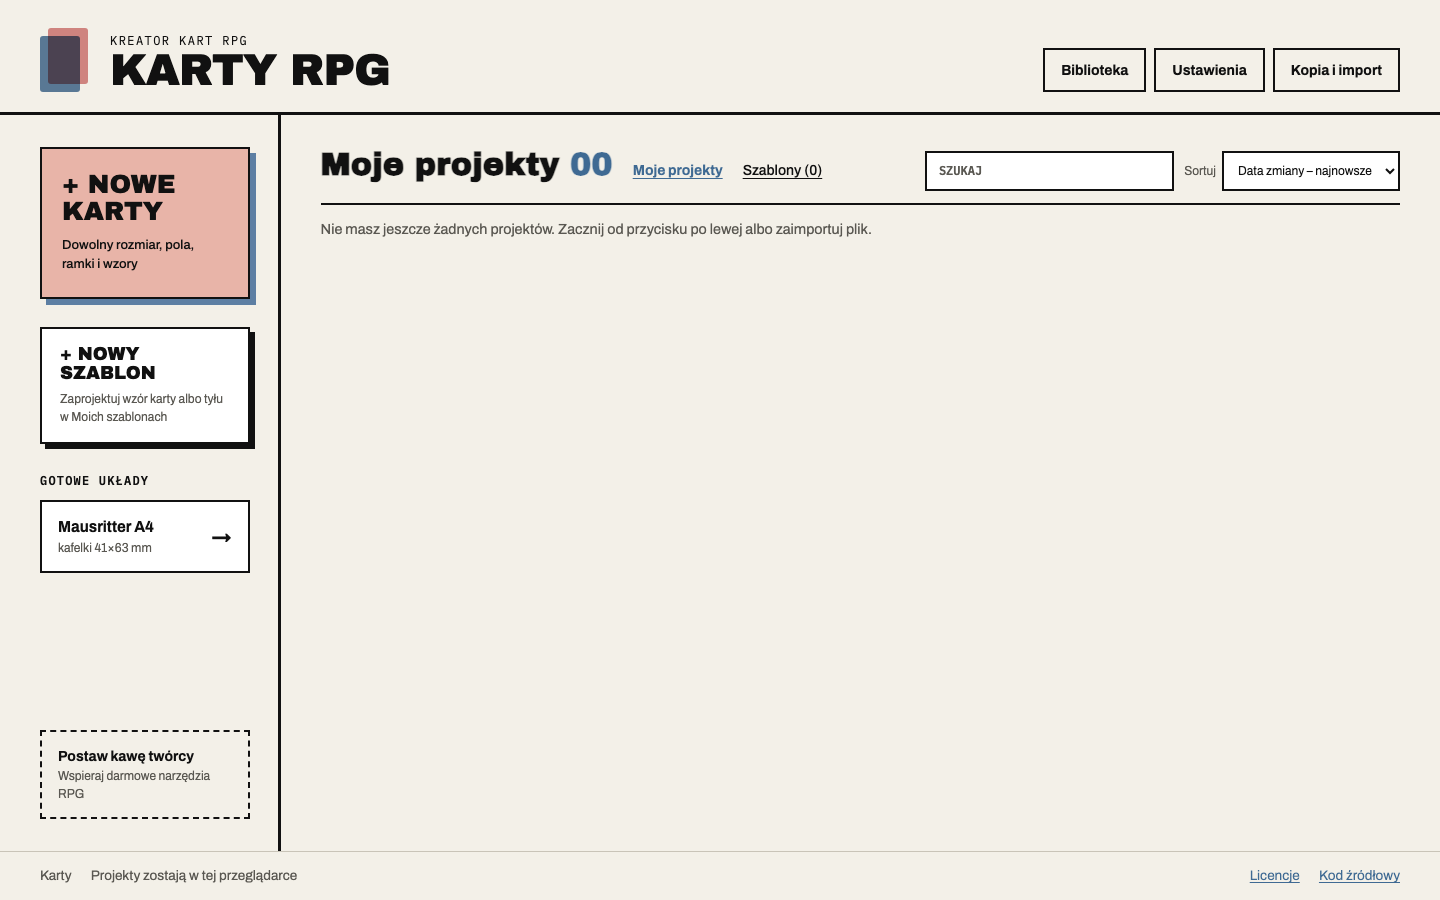 KREATOR KART RPG
KARTY RPG
Biblioteka
Ustawienia
Kopia i import
+ NOWE
KARTY
Dowolny rozmiar, pola,
ramki i wzory
+ NOWY
SZABLON
Zaprojektuj wzór karty albo tyłu
w Moich szablonach
GOTOWE UKŁADY
Mausritter A4
kafelki 41×63 mm
→
Postaw kawę twórcy
Wspieraj darmowe narzędzia
RPG
Moje projekty 00
Moje projekty
Szablony (0)
SZUKAJ
Sortuj
Data zmiany – najnowsze
Nie masz jeszcze żadnych projektów. Zacznij od przycisku po lewej albo zaimportuj plik.
Karty
Projekty zostają w tej przeglądarce
Licencje
Kod źródłowy